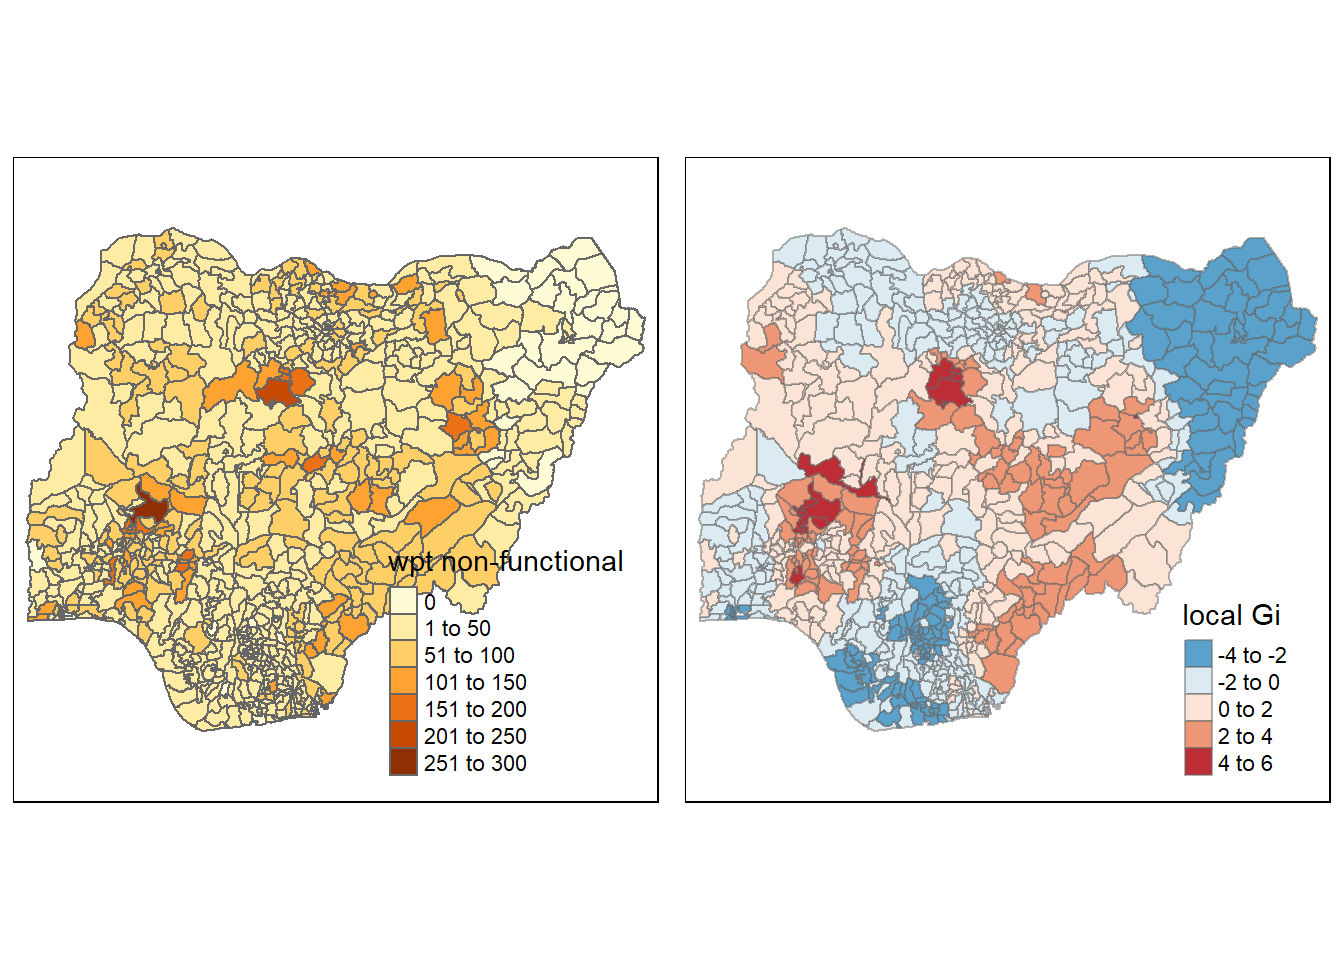 wpt non-functional
0
1 to 50
51 to 100
101 to 150
151 to 200
201 to 250
251 to 300
local Gi
-4 to -2
-2 to 0
0 to 2
2 to 4
4 to 6